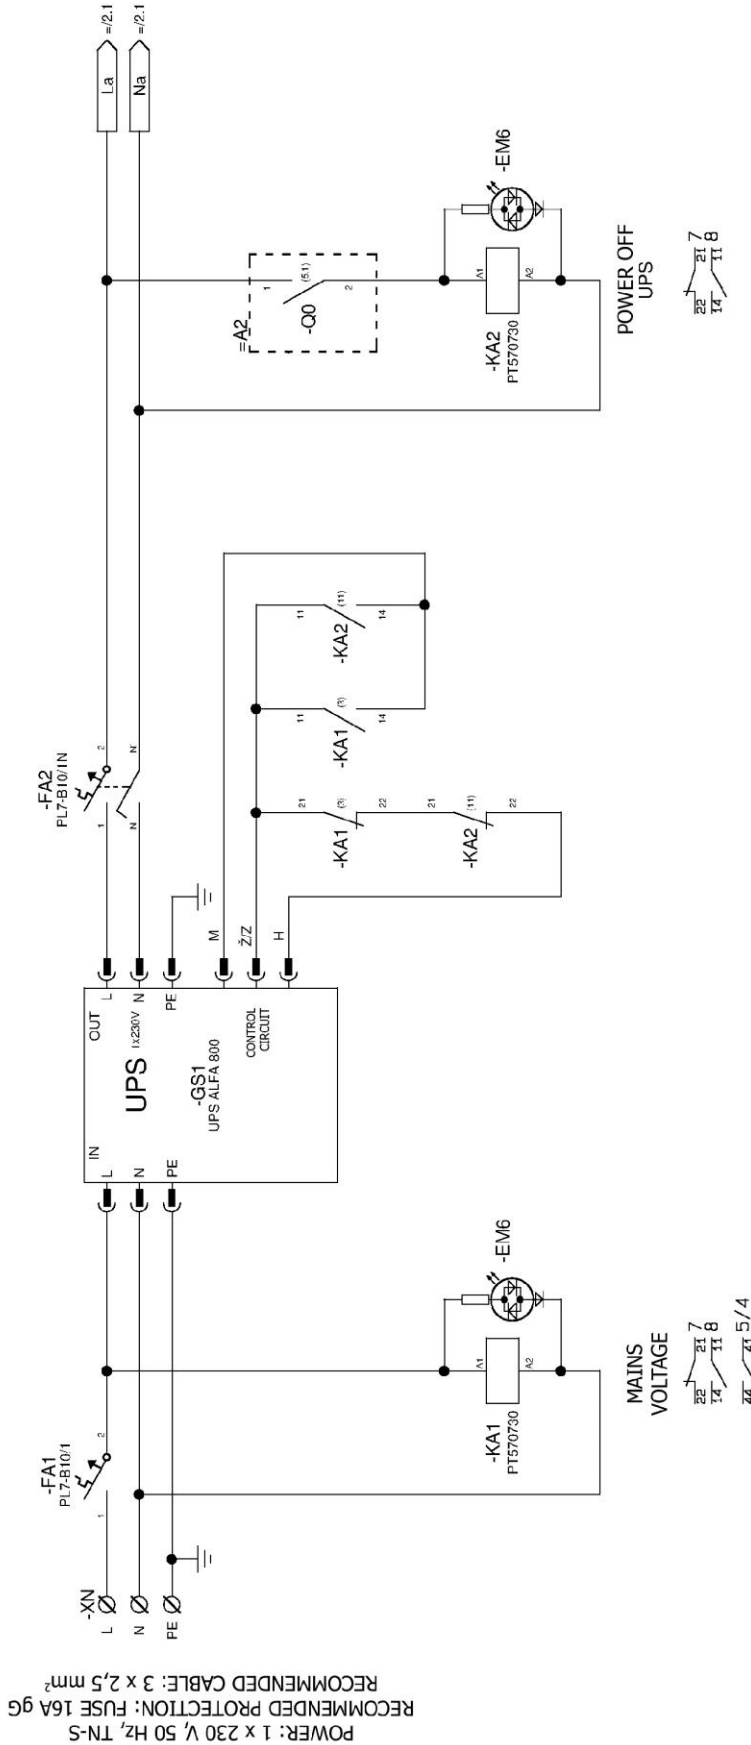 POWER: 1 x 230 V, 50 Hz, TN-S
RECOMMENDED PROTECTION: FUSE 16A gG
RECOMMENDED CABLE: 3 x 2,5 mm²
-XN
L
N
PE
-FA1
PL7-B10/1
1
2
-KA1
PT570730
A1
A2
-EM6
MAINS
VOLTAGE
22 21 7
14 11 8
44 41 5/4
IN
L
N
PE
UPS 1x230V
-GS1
UPS ALFA 800
OUT
L
N
PE
CONTROL
CIRCUIT
M
Ž/Z
H
-FA2
PL7-B10/1N
1
2
N
N'
-KA1
21
(3)
22
-KA2
21
(11)
22
-KA1
11
(3)
14
-KA2
11
(11)
14
=A2
-Q0
1
(5.1)
2
-KA2
PT570730
A1
A2
-EM6
POWER OFF
UPS
22 21 7
14 11 8
La =/2.1
Na =/2.1